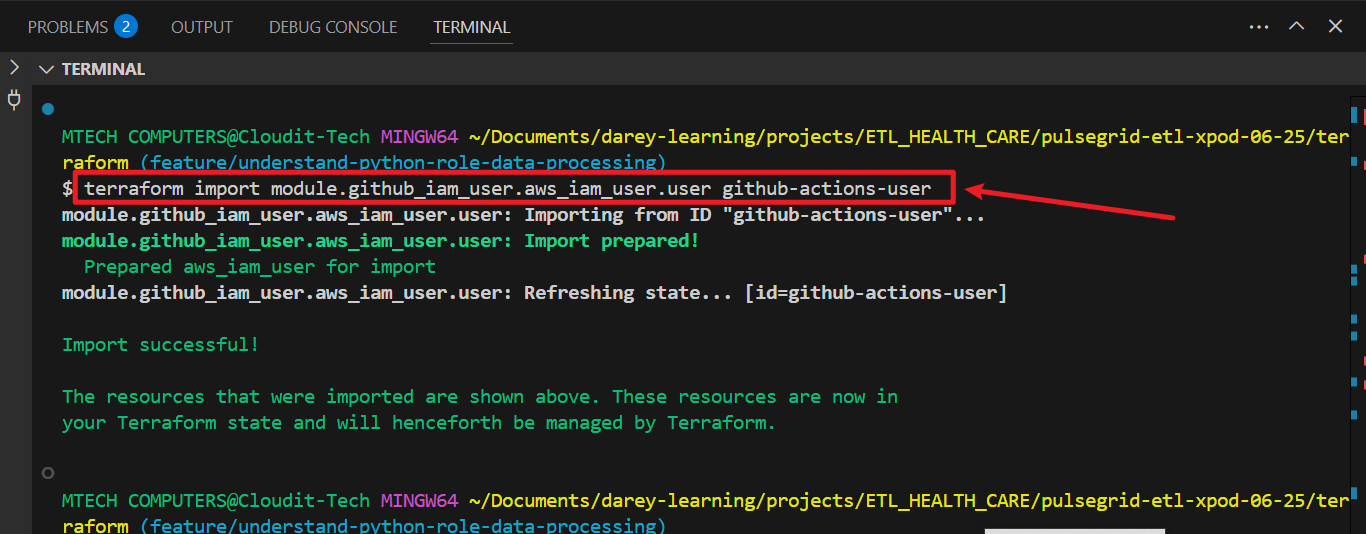 PROBLEMS 2 OUTPUT DEBUG CONSOLE TERMINAL
TERMINAL
MTECH COMPUTERS@Cloudit-Tech MINGW64 ~/Documents/darey-learning/projects/ETL_HEALTH_CARE/pulsegrid-etl-xpod-06-25/ter
raform (feature/understand-python-role-data-processing)
$ terraform import module.github_iam_user.aws_iam_user.user github-actions-user
module.github_iam_user.aws_iam_user.user: Importing from ID "github-actions-user"...
module.github_iam_user.aws_iam_user.user: Import prepared!
  Prepared aws_iam_user for import
module.github_iam_user.aws_iam_user.user: Refreshing state... [id=github-actions-user]
Import successful!
The resources that were imported are shown above. These resources are now in
your Terraform state and will henceforth be managed by Terraform.
MTECH COMPUTERS@Cloudit-Tech MINGW64 ~/Documents/darey-learning/projects/ETL_HEALTH_CARE/pulsegrid-etl-xpod-06-25/ter
raform (feature/understand-python-role-data-processing)